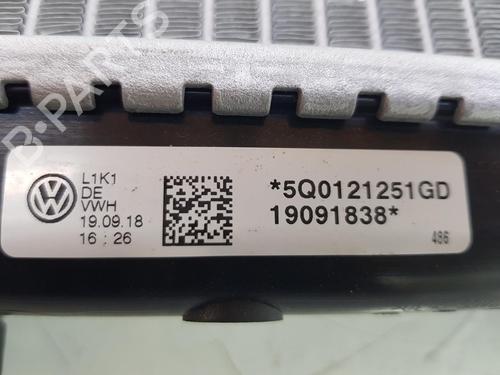 B-PARTS
L1K1
DE
VWH
19.09.18
16 : 26
*5Q0121251GD
19091838*
486